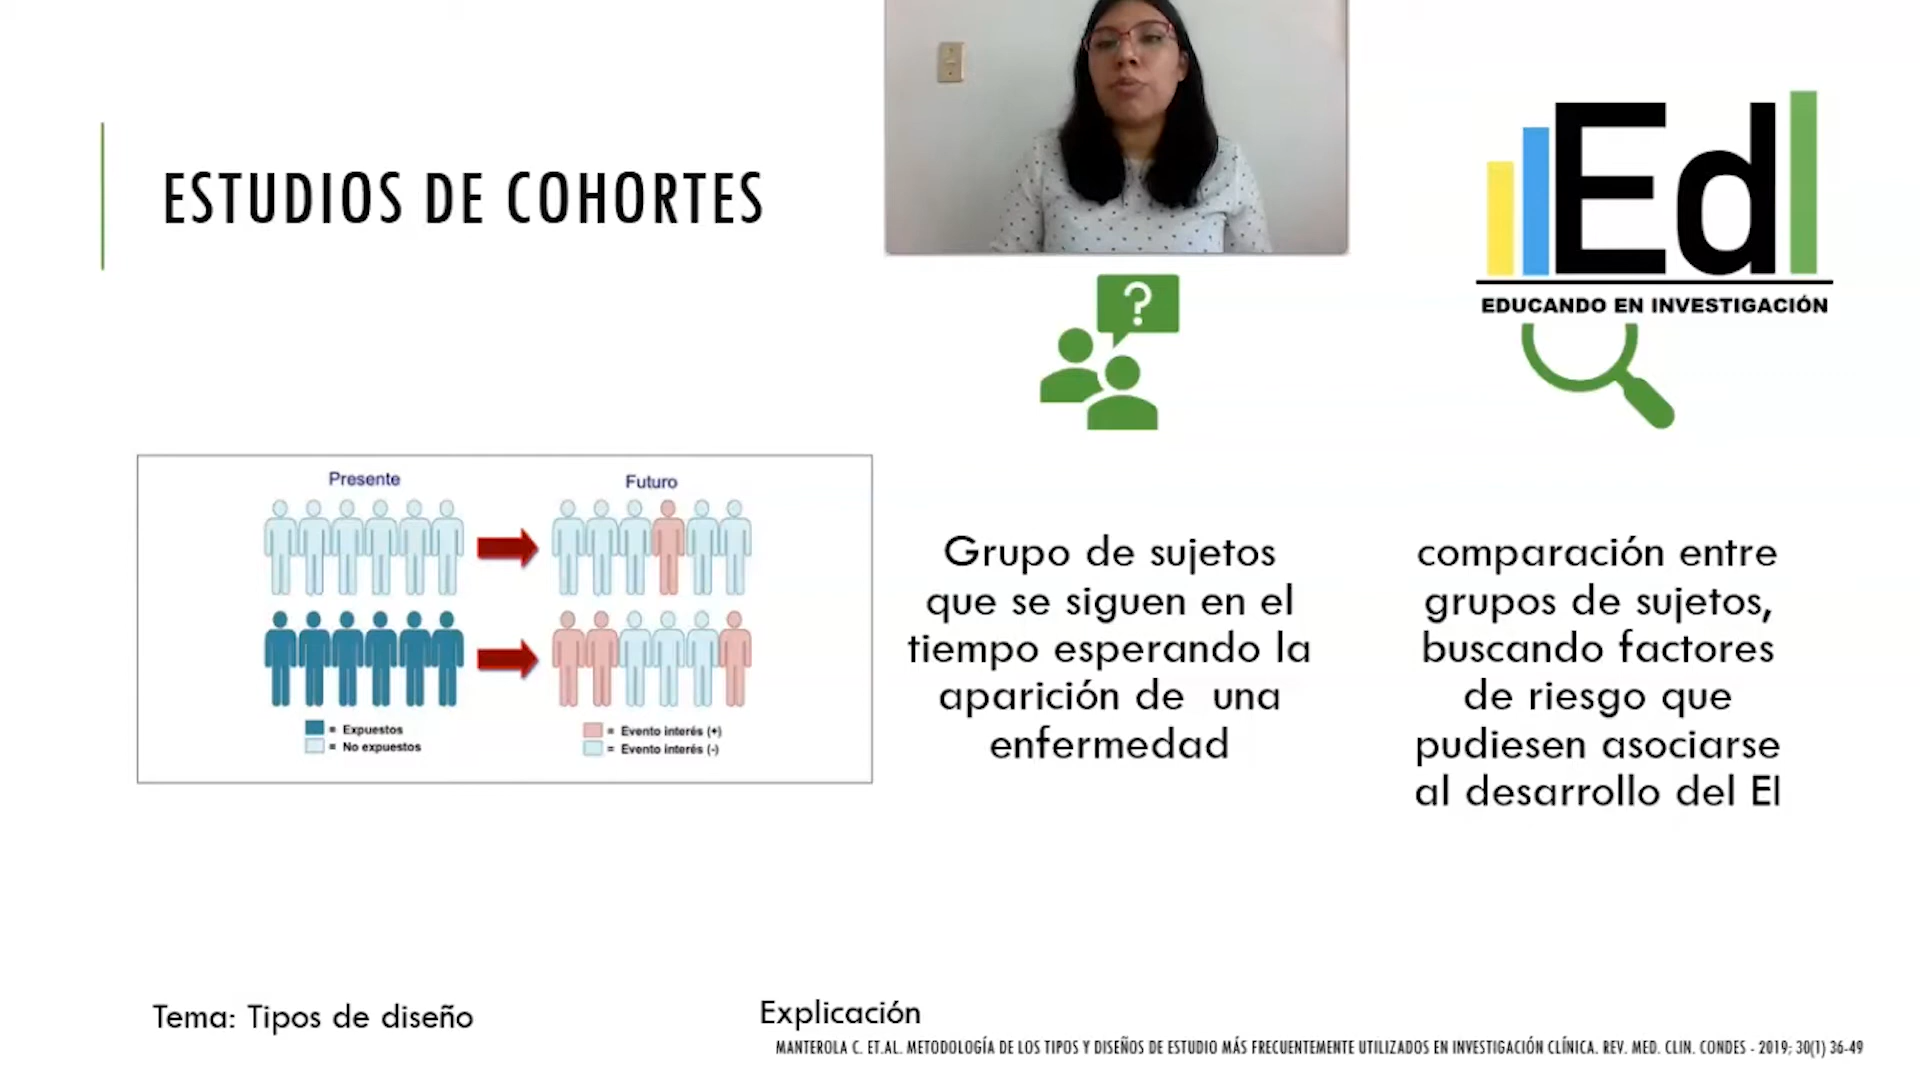 ESTUDIOS DE COHORTES
EdI
EDUCANDO EN INVESTIGACIÓN
?
Presente
Futuro
= Expuestos
= No expuestos
= Evento interés (+)
= Evento interés (-)
Grupo de sujetos
que se siguen en el
tiempo esperando la
aparición de una
enfermedad
comparación entre
grupos de sujetos,
buscando factores
de riesgo que
pudiesen asociarse
al desarrollo del EI
Tema: Tipos de diseño
Explicación
MANTEROLA C. ET.AL. METODOLOGÍA DE LOS TIPOS Y DISEÑOS DE ESTUDIO MÁS FRECUENTEMENTE UTILIZADOS EN INVESTIGACIÓN CLÍNICA. REV. MED. CLIN. CONDES - 2019; 30(1) 36-49